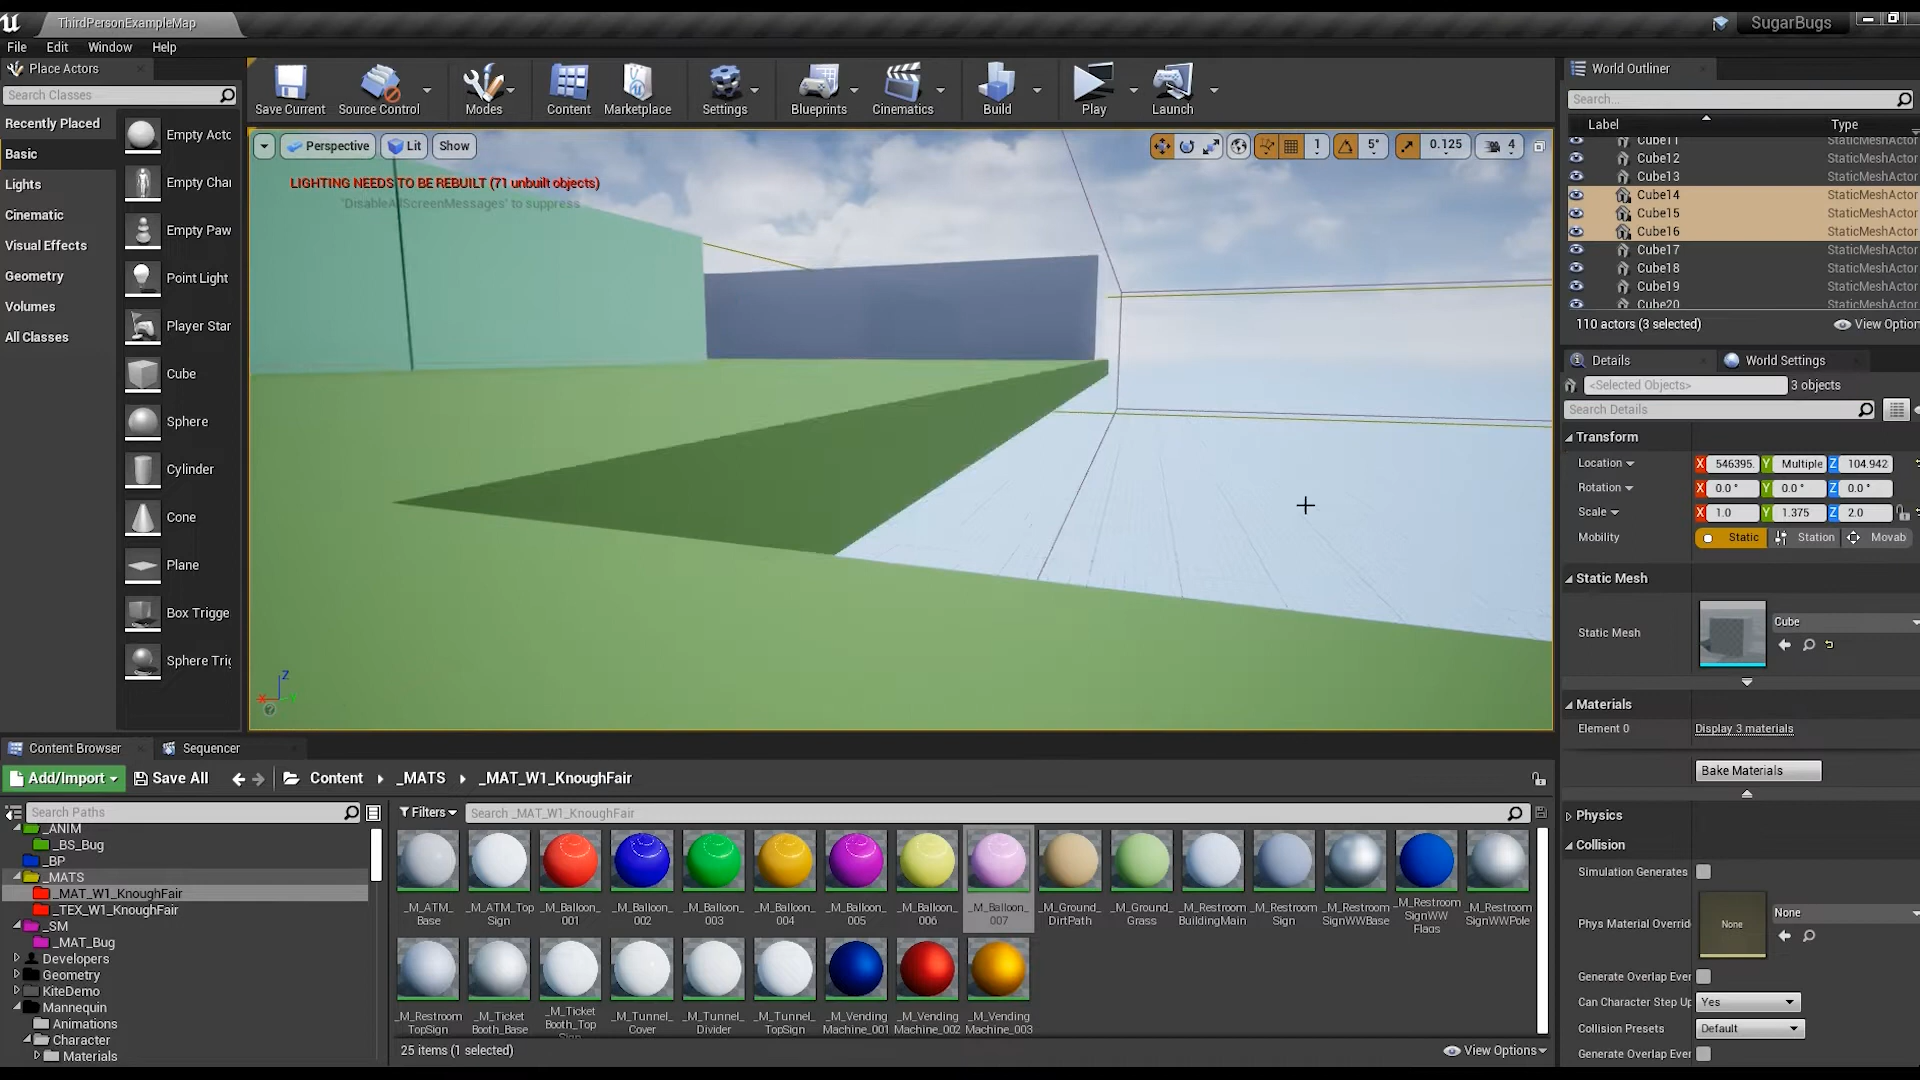 ThirdPersonExampleMap
SugarBugs
File Edit Window Help
Place Actors
Search Classes
Recently Placed
Basic
Lights
Cinematic
Visual Effects
Geometry
Volumes
All Classes
Empty Actc
Empty Cha
Empty Paw
Point Light
Player Star
Cube
Sphere
Cylinder
Cone
Plane
Box Trigge
Sphere Tri
Save Current
Source Control
Modes
Content
Marketplace
Settings
Blueprints
Cinematics
Build
Play
Launch
Perspective
Lit
Show
1
5°
0.125
4
LIGHTING NEEDS TO BE REBUILT (71 unbuilt objects)
'DisableAllScreenMessages' to suppress
Z
X
Y
World Outliner
Search...
Label Type
Cube11 StaticMeshActor
Cube12 StaticMeshActor
Cube13 StaticMeshActor
Cube14 StaticMeshActor
Cube15 StaticMeshActor
Cube16 StaticMeshActor
Cube17 StaticMeshActor
Cube18 StaticMeshActor
Cube19 StaticMeshActor
Cube20 StaticMeshActor
110 actors (3 selected)
View Option
Details
World Settings
<Selected Objects>
3 objects
Search Details
Transform
Location X 546395. Y Multiple Z 104.942
Rotation X 0.0 ° Y 0.0 ° Z 0.0 °
Scale X 1.0 Y 1.375 Z 2.0
Mobility Static Station Movab
Static Mesh
Static Mesh
Cube
Materials
Element 0
Display 3 materials
Bake Materials
Physics
Collision
Simulation Generates
Phys Material Overrid
None
None
Generate Overlap Ever
Can Character Step Up
Yes
Collision Presets
Default
Generate Overlap Ever
Content Browser
Sequencer
Add/Import
Save All
Content
_MATS
_MAT_W1_KnoughFair
Search Paths
Filters
Search _MAT_W1_KnoughFair
_ANIM
_BS_Bug
_BP
_MATS
_MAT_W1_KnoughFair
_TEX_W1_KnoughFair
_SM
_MAT_Bug
Developers
Geometry
KiteDemo
Mannequin
Animations
Character
Materials
_M_ATM_
Base
_M_ATM_Top
Sign
_M_Balloon_
001
_M_Balloon_
002
_M_Balloon_
003
_M_Balloon_
004
_M_Balloon_
005
_M_Balloon_
006
_M_Balloon_
007
_M_Ground_
DirtPath
_M_Ground_
Grass
_M_Restroom
BuildingMain
_M_Restroom
Sign
_M_Restroom
SignWWBase
_M_Restroom
SignWW
Flags
_M_Restroom
SignWWPole
_M_Restroom
TopSign
_M_Ticket
Booth_Base
_M_Ticket
Booth_Top
Sign
_M_Tunnel_
Cover
_M_Tunnel_
Divider
_M_Tunnel_
TopSign
_M_Vending
Machine_001
_M_Vending
Machine_002
_M_Vending
Machine_003
25 items (1 selected)
View Options